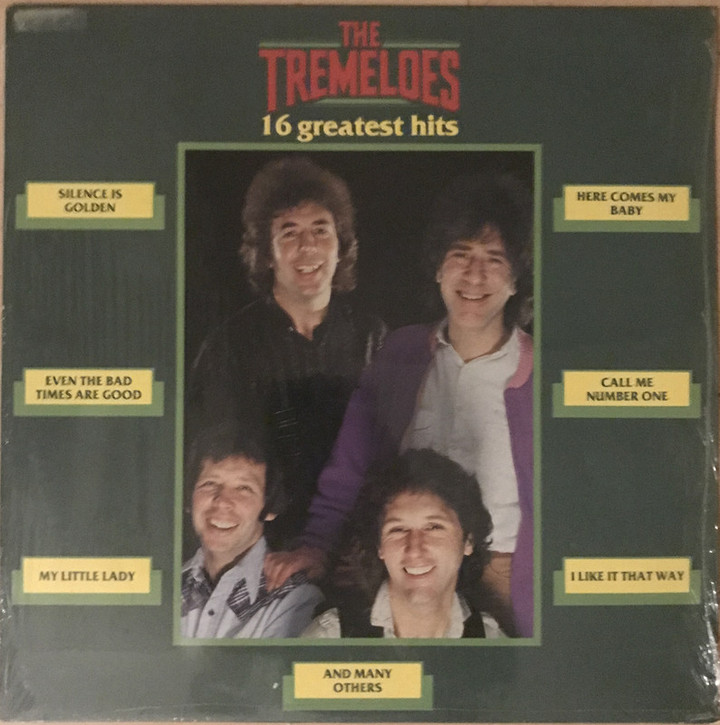 THE
TREMELOES
16 greatest hits
SILENCE IS
GOLDEN
HERE COMES MY
BABY
EVEN THE BAD
TIMES ARE GOOD
CALL ME
NUMBER ONE
MY LITTLE LADY
I LIKE IT THAT WAY
AND MANY
OTHERS